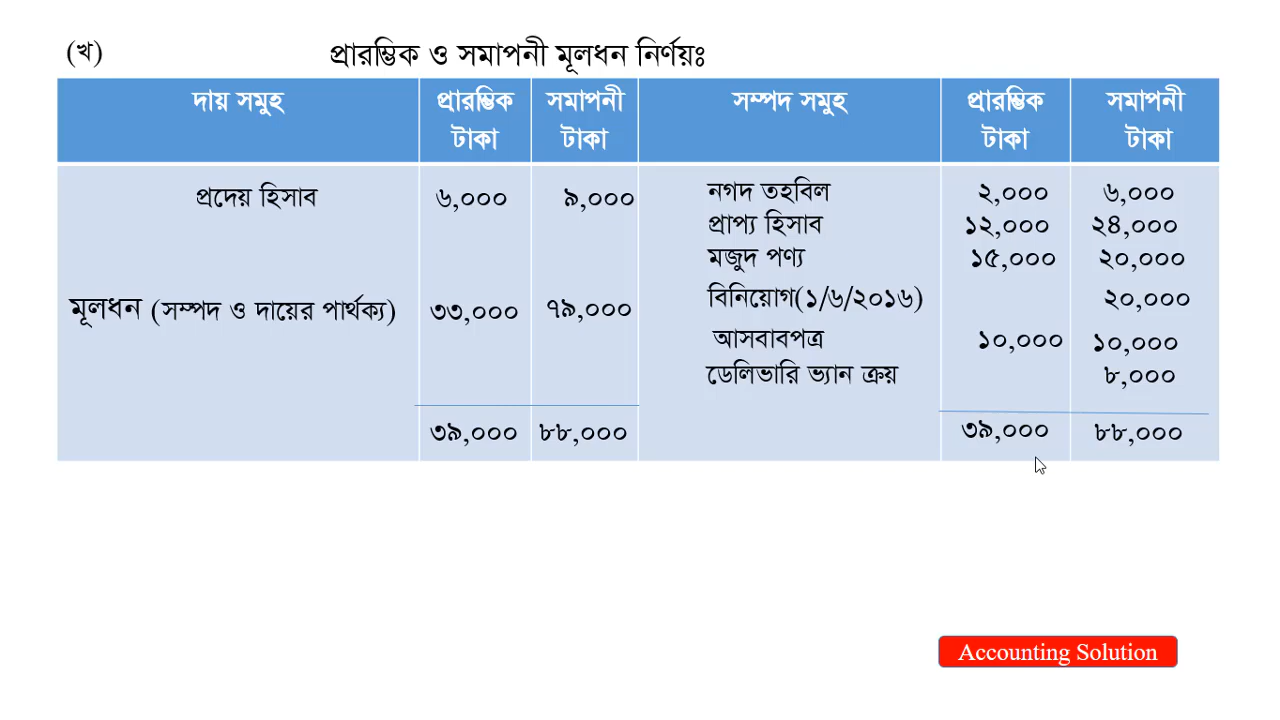 (খ) প্রারম্ভিক ও সমাপনী মূলধন নির্ণয়ঃ
দায় সমুহ প্রারম্ভিক টাকা সমাপনী টাকা সম্পদ সমুহ প্রারম্ভিক টাকা সমাপনী টাকা
প্রদেয় হিসাব ৬,০০০ ৯,০০০ নগদ তহবিল ২,০০০ ৬,০০০
প্রাপ্য হিসাব ১২,০০০ ২৪,০০০
মজুদ পণ্য ১৫,০০০ ২০,০০০
মূলধন (সম্পদ ও দায়ের পার্থক্য) ৩৩,০০০ ৭৯,০০০ বিনিয়োগ(১/৬/২০১৬) ২০,০০০
আসবাবপত্র ১০,০০০ ১০,০০০
ডেলিভারি ভ্যান ক্রয় ৮,০০০
৩৯,০০০ ৮৮,০০০ ৩৯,০০০ ৮৮,০০০
Accounting Solution